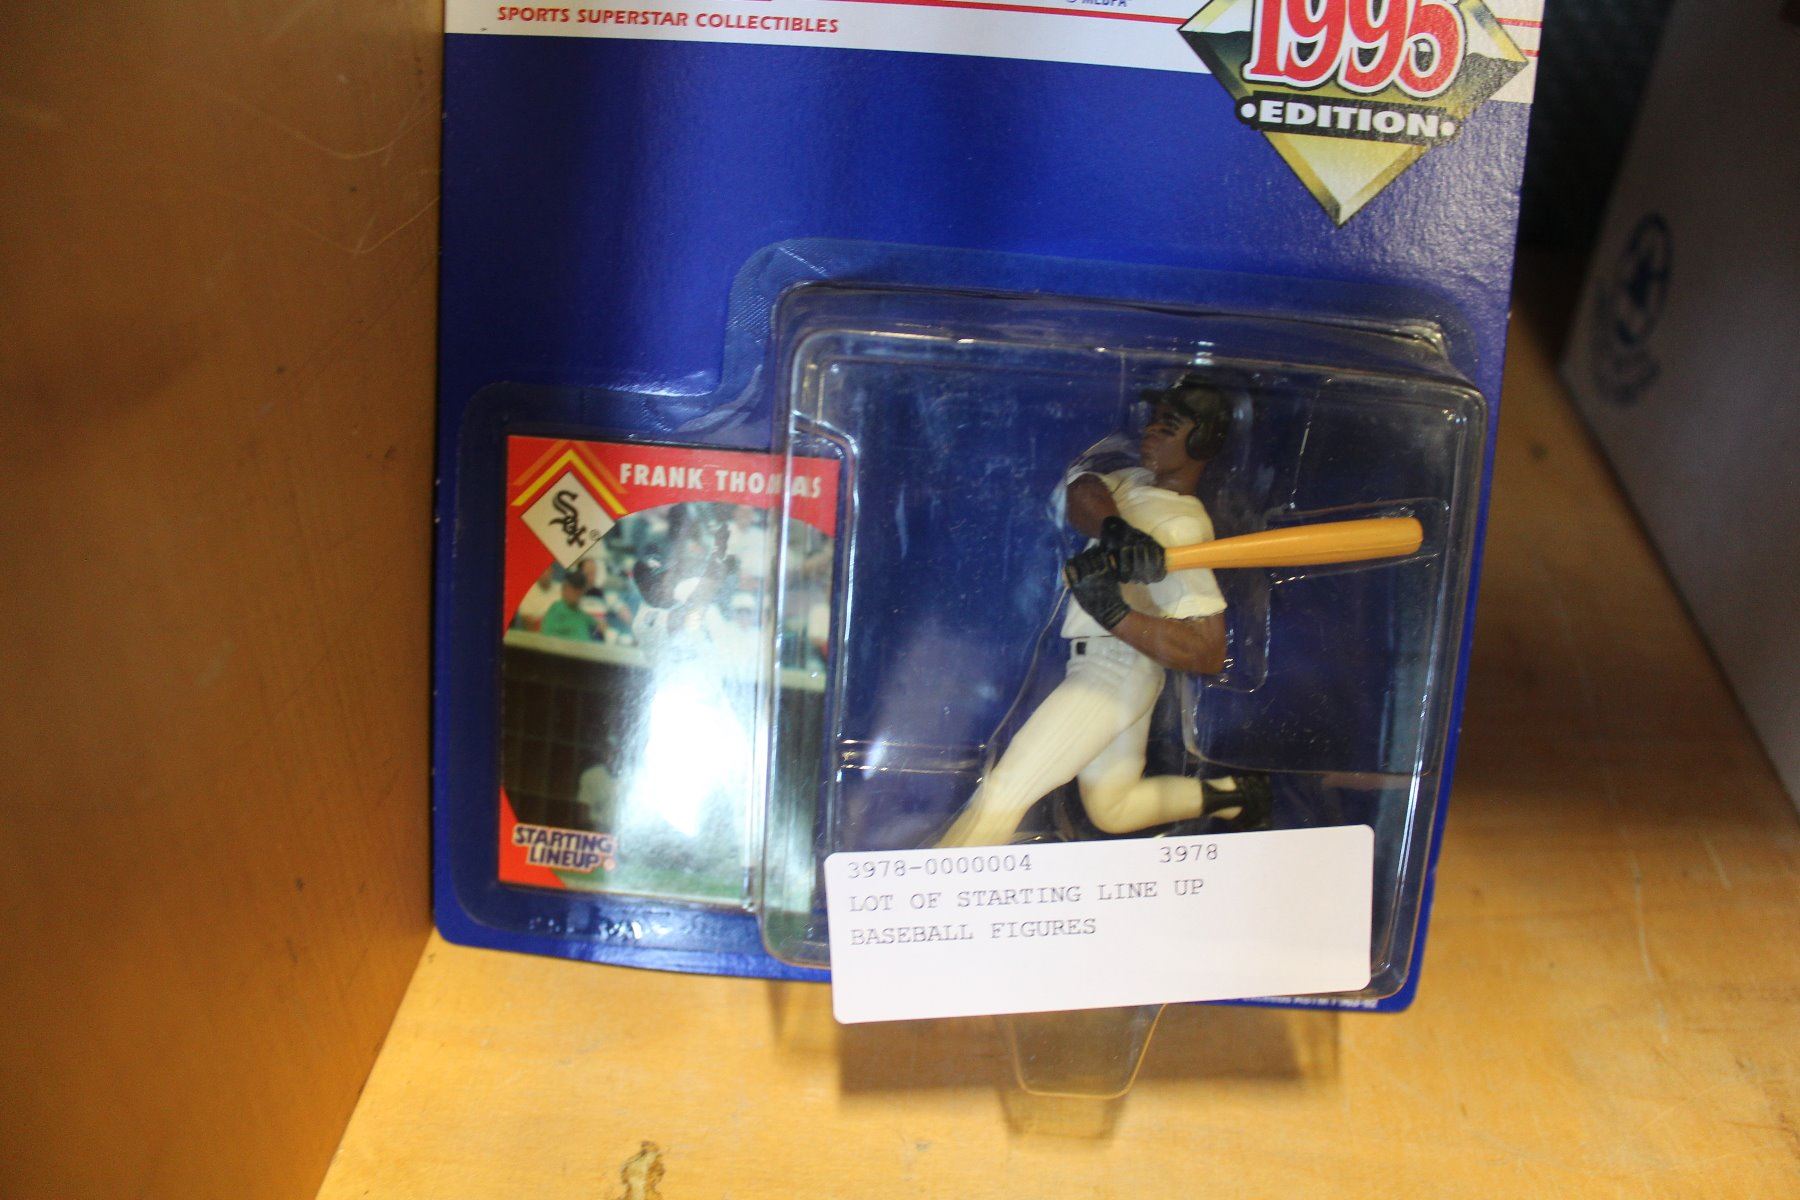 SPORTS SUPERSTAR COLLECTIBLES
1995
•EDITION•
FRANK THOMAS
Sox
®
STARTING
LINEUP
3978-0000004 3978
LOT OF STARTING LINE UP
BASEBALL FIGURES